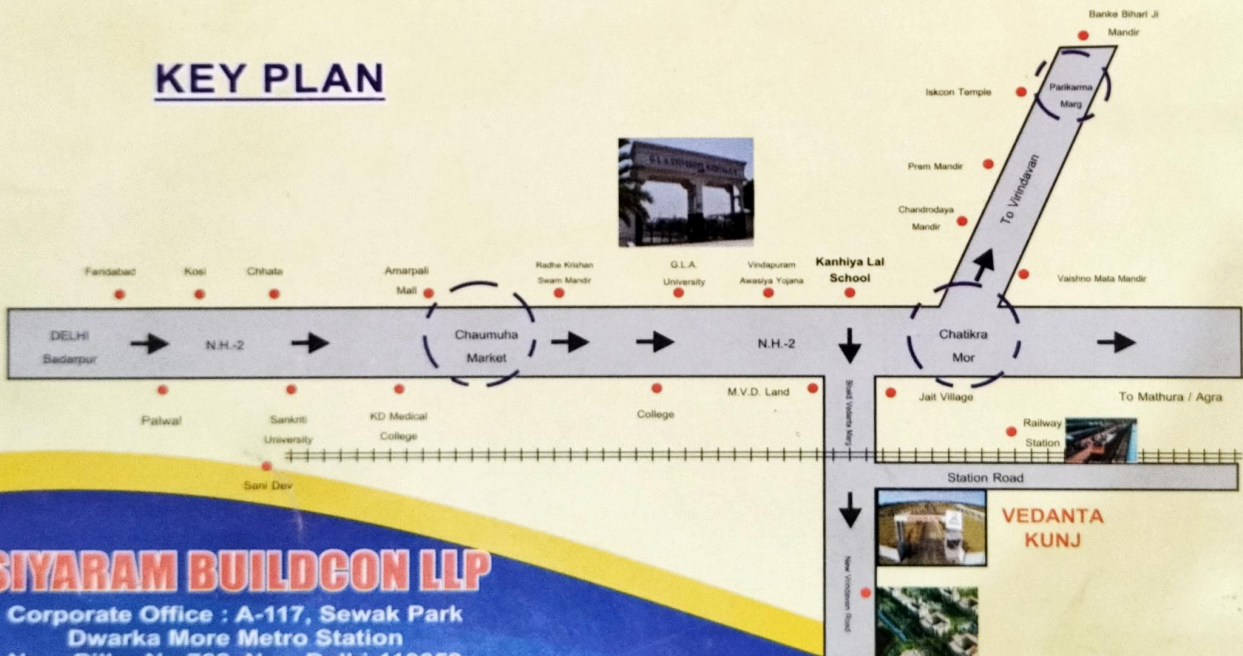 Banke Bihari Ji
Mandir
KEY PLAN
Iskcon Temple
Parikarma
Marg
Prem Mandir
To Virindavan
Chandrodaya
Mandir
Faridabad
Kosi
Chhata
Amarpali
Mall
Radhe Krishan
Swam Mandir
G.L.A.
University
Vindapuram
Awasiya Yojana
Kanhiya Lal
School
Vaishno Mata Mandir
DELHI
Badarpur
N.H.-2
Chaumuha
Market
N.H.-2
Chatikra
Mor
Palwal
Sankriti
University
KD Medical
College
College
M.V.D. Land
Marg
Jait Village
To Mathura / Agra
Railway
Station
Sani Dev
Station Road
VEDANTA
KUNJ
New Virindavan Road
SIYARAM BUILDCON LLP
Corporate Office : A-117, Sewak Park
Dwarka More Metro Station